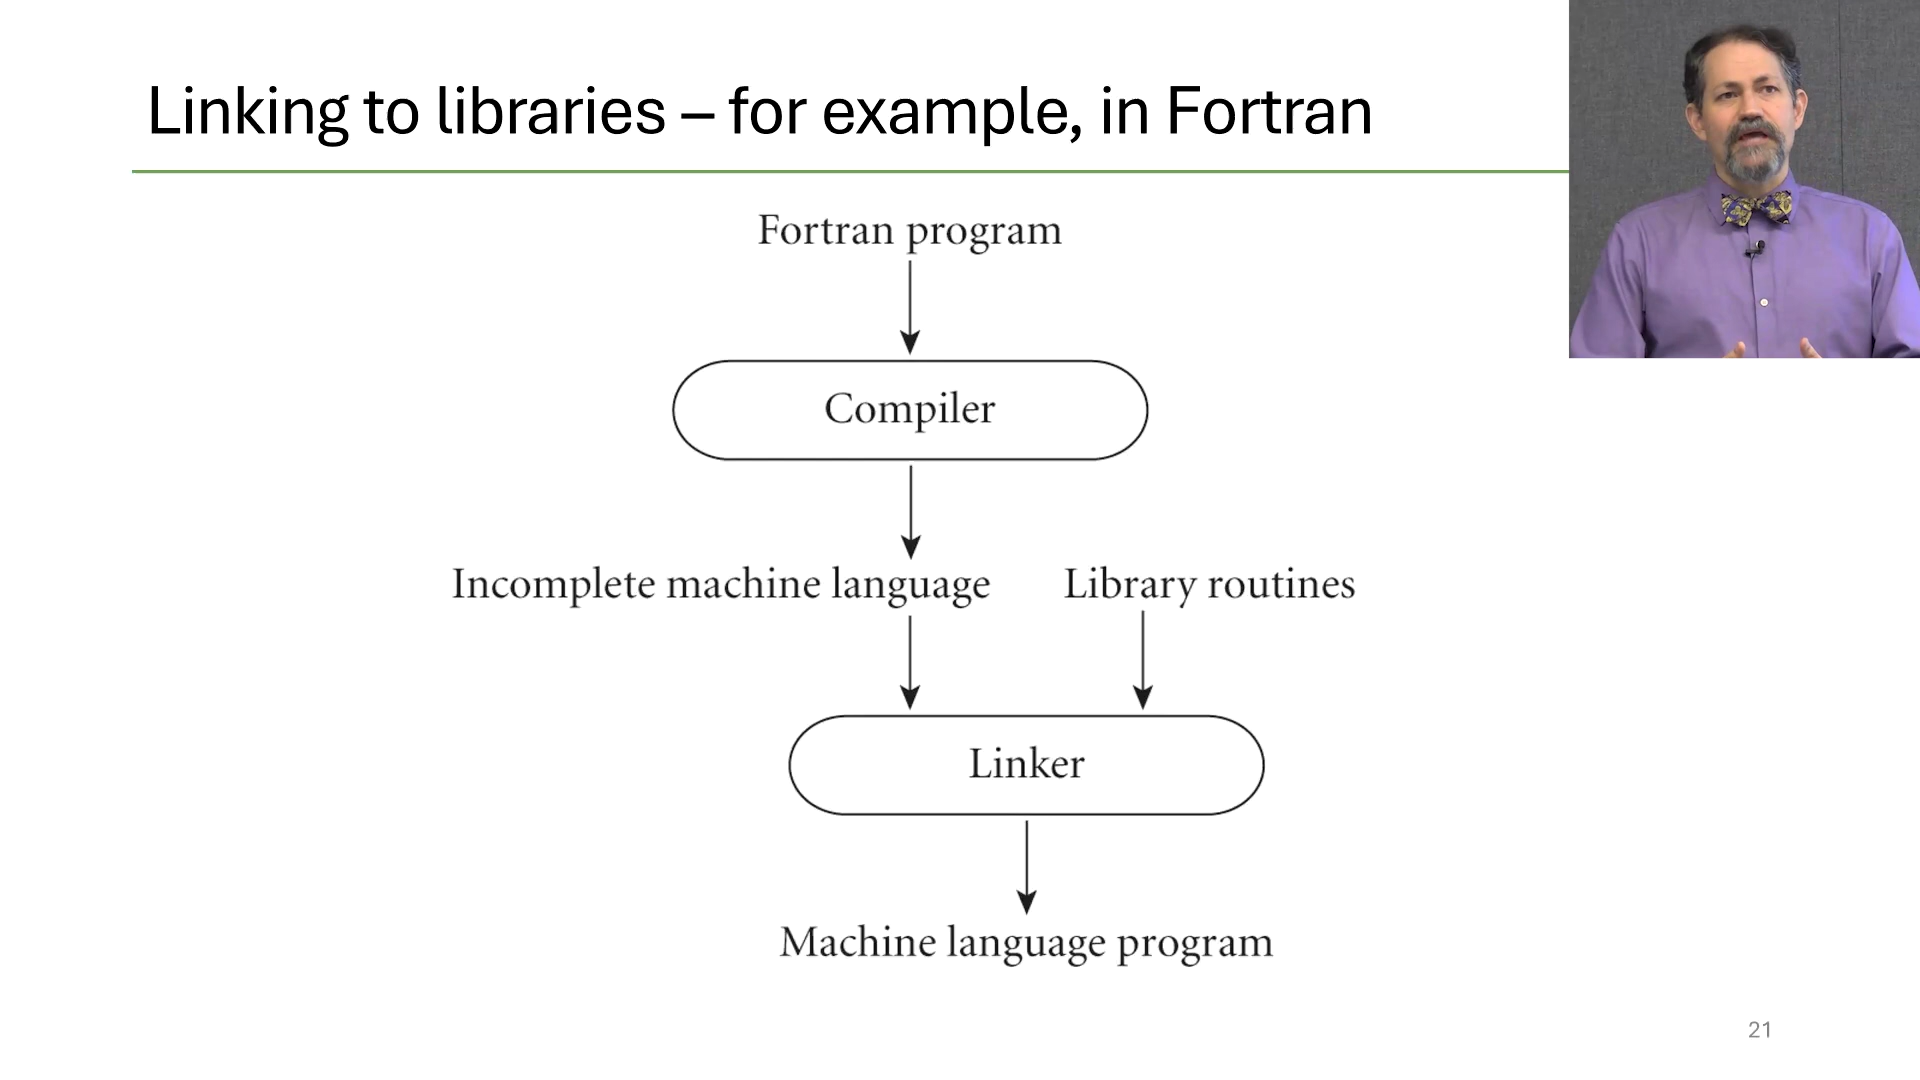 Linking to libraries – for example, in Fortran
Fortran program
Compiler
Incomplete machine language
Library routines
Linker
Machine language program
21